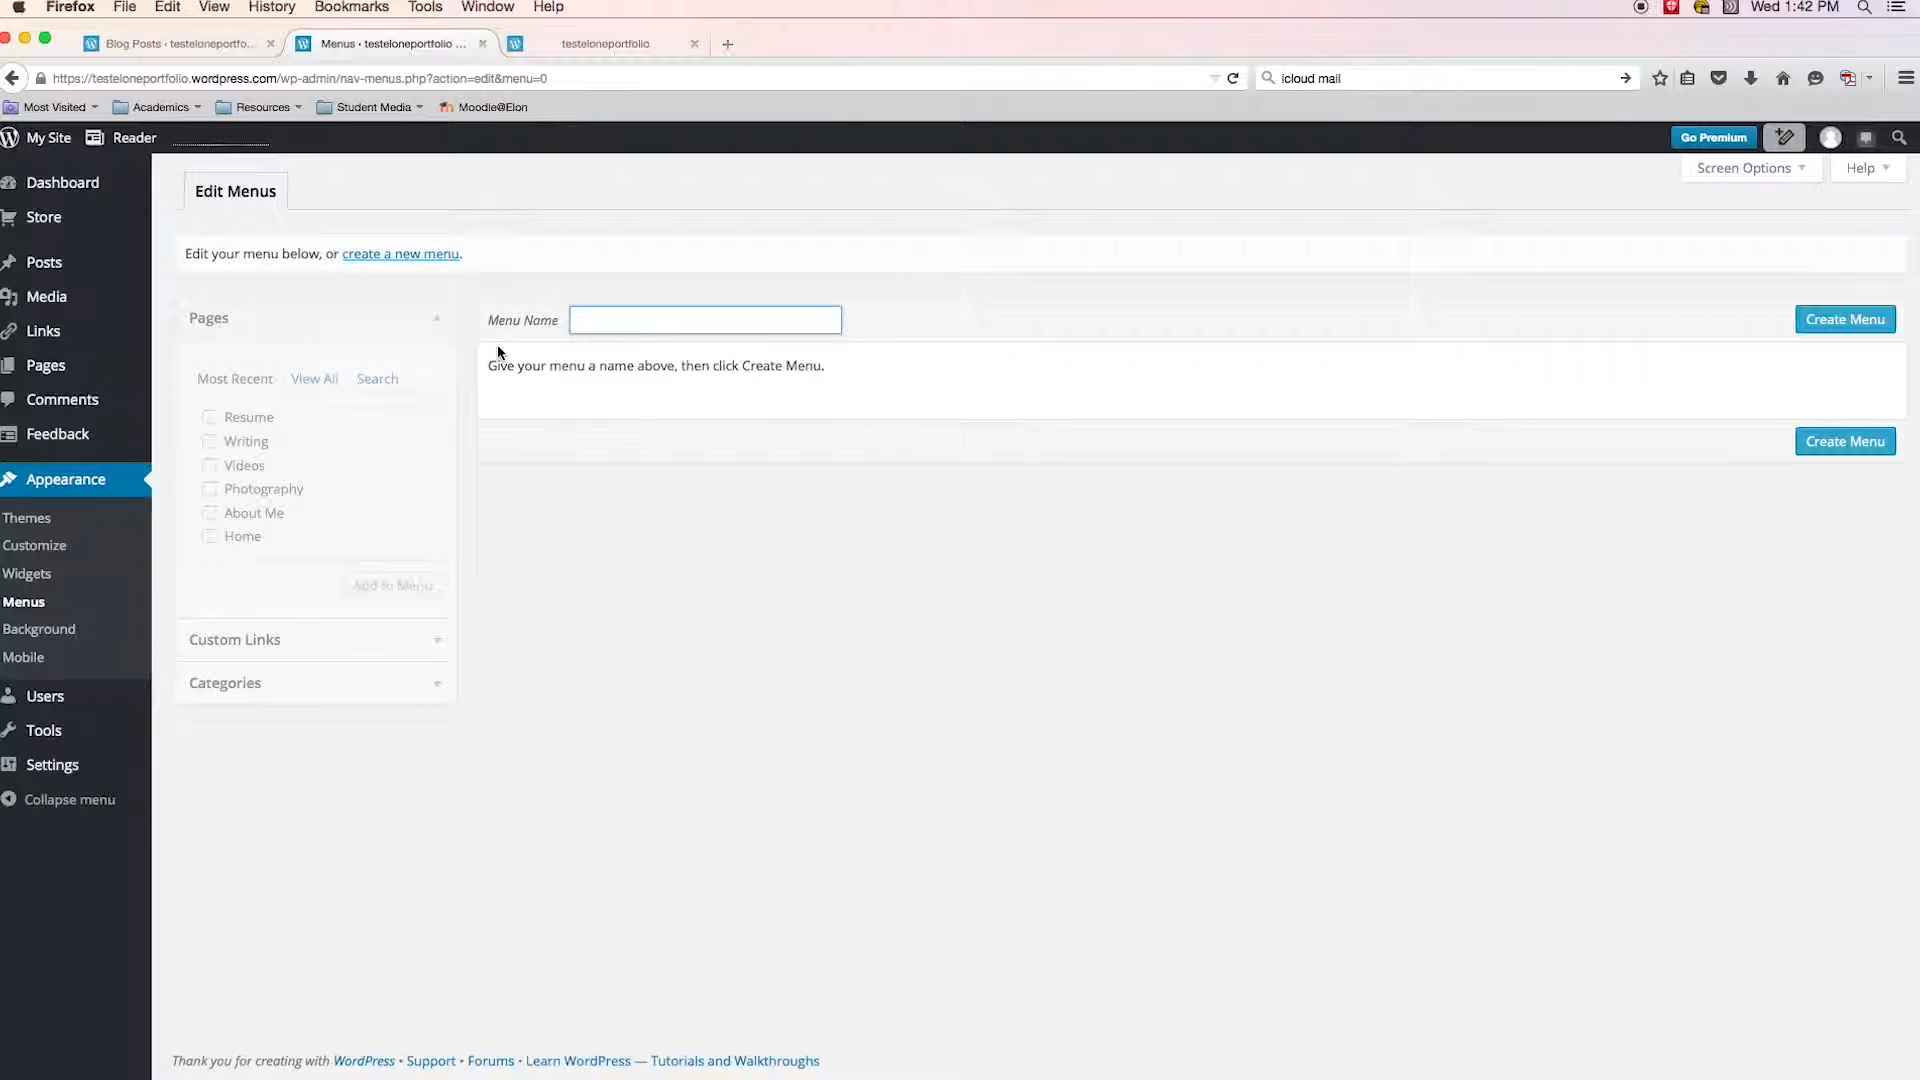 Firefox File Edit View History Bookmarks Tools Window Help Wed 1:42 PM
Blog Posts ‹ testeloneportfo... Menus ‹ testeloneportfolio ... testeloneportfolio
https://testeloneportfolio.wordpress.com/wp-admin/nav-menus.php?action=edit&menu=0 icloud mail
Most Visited Academics Resources Student Media Moodle@Elon
My Site Reader Go Premium
Screen Options Help
Dashboard
Store
Posts
Media
Links
Pages
Comments
Feedback
Appearance
Themes
Customize
Widgets
Menus
Background
Mobile
Users
Tools
Settings
Collapse menu
Edit Menus
Edit your menu below, or create a new menu.
Pages
Most Recent View All Search
Resume
Writing
Videos
Photography
About Me
Home
Add to Menu
Custom Links
Categories
Menu Name Create Menu
Give your menu a name above, then click Create Menu.
Create Menu
Thank you for creating with WordPress • Support • Forums • Learn WordPress — Tutorials and Walkthroughs